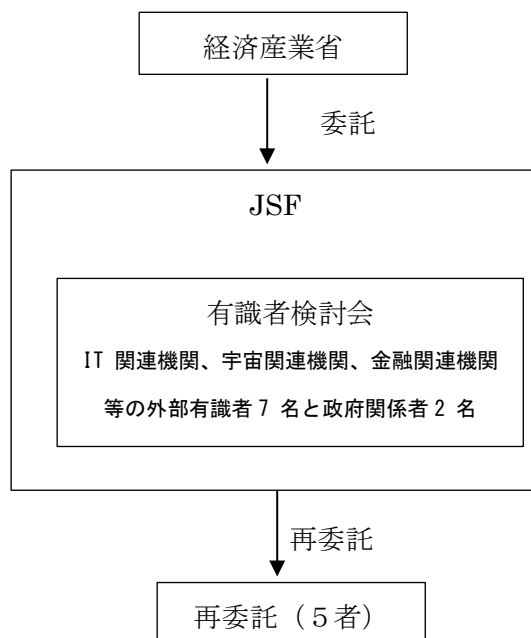 経済産業省
委託
JSF
有識者検討会
IT 関連機関、宇宙関連機関、金融関連機関
等の外部有識者 7 名と政府関係者 2 名
再委託
再委託（５者）